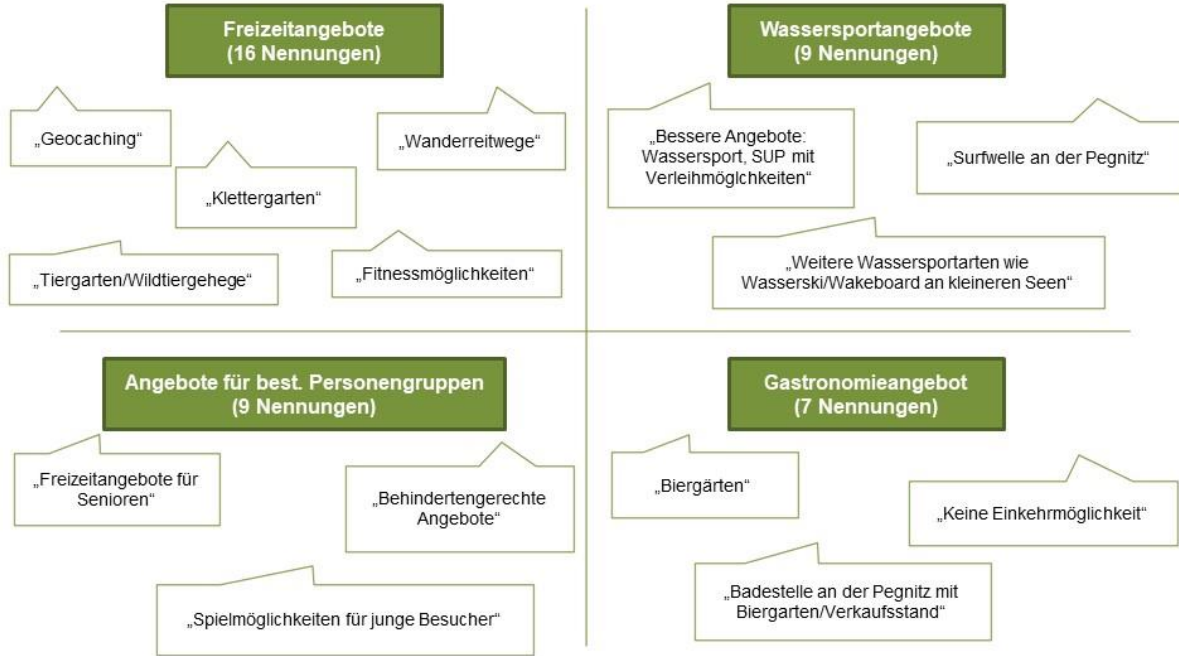 Freizeitangebote
(16 Nennungen)
„Geocaching“
„Wanderreitwege“
„Klettergarten“
„Tiergarten/Wildtiergehege“
„Fitnessmöglichkeiten“
Wassersportangebote
(9 Nennungen)
„Bessere Angebote:
Wassersport, SUP mit
Verleihmöglchkeiten“
„Surfwelle an der Pegnitz“
„Weitere Wassersportarten wie
Wasserski/Wakeboard an kleineren Seen“
Angebote für best. Personengruppen
(9 Nennungen)
„Freizeitangebote für
Senioren“
„Behindertengerechte
Angebote“
„Spielmöglichkeiten für junge Besucher“
Gastronomieangebot
(7 Nennungen)
„Biergärten“
„Keine Einkehrmöglichkeit“
„Badestelle an der Pegnitz mit
Biergarten/Verkaufsstand“